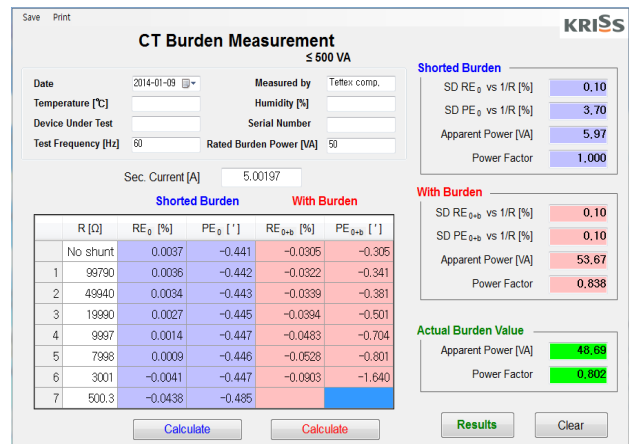 Save Print
KRISS
CT Burden Measurement
≤ 500 VA
Date 2014-01-09 Measured by Tettex comp,
Temperature [℃] Humidity [%]
Device Under Test Serial Number
Test Frequency [Hz] 60 Rated Burden Power [VA] 50
Sec. Current [A] 5,00197
Shorted Burden With Burden
R [Ω] RE0 [%] PE0 ['] RE0+b [%] PE0+b [']
No shunt 0.0037 -0.441 -0.0305 -0.305
1 99790 0.0036 -0.442 -0.0322 -0.341
2 49940 0.0034 -0.443 -0.0339 -0.381
3 19990 0.0027 -0.445 -0.0394 -0.501
4 9997 0.0014 -0.447 -0.0483 -0.704
5 7998 0.0009 -0.446 -0.0528 -0.801
6 3001 -0.0041 -0.447 -0.0903 -1.640
7 500.3 -0.0438 -0.485
Calculate Calculate
Shorted Burden
SD RE0 vs 1/R [%] 0,10
SD PE0 vs 1/R [%] 3,70
Apparent Power [VA] 5,97
Power Factor 1,000
With Burden
SD RE0+b vs 1/R [%] 0,10
SD PE0+b vs 1/R [%] 0,10
Apparent Power [VA] 53,67
Power Factor 0,838
Actual Burden Value
Apparent Power [VA] 48,69
Power Factor 0,802
Results Clear